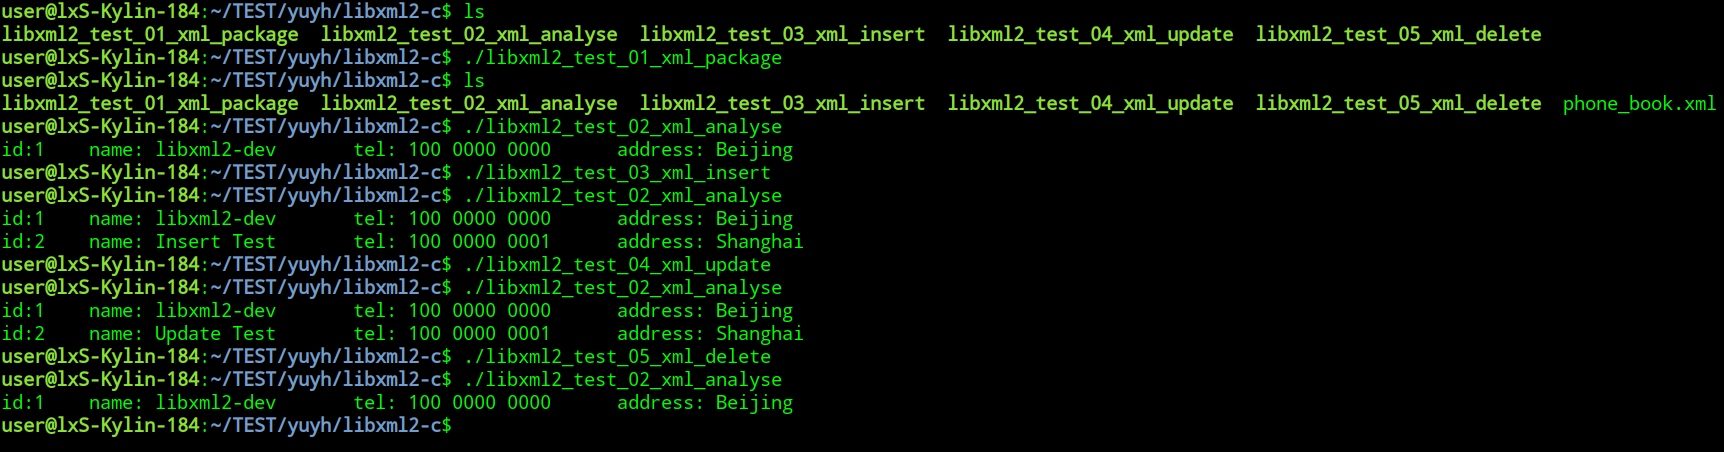 user@lxS-Kylin-184:~/TEST/yuyh/libxml2-c$ ls
libxml2_test_01_xml_package  libxml2_test_02_xml_analyse  libxml2_test_03_xml_insert  libxml2_test_04_xml_update  libxml2_test_05_xml_delete
user@lxS-Kylin-184:~/TEST/yuyh/libxml2-c$ ./libxml2_test_01_xml_package
user@lxS-Kylin-184:~/TEST/yuyh/libxml2-c$ ls
libxml2_test_01_xml_package  libxml2_test_02_xml_analyse  libxml2_test_03_xml_insert  libxml2_test_04_xml_update  libxml2_test_05_xml_delete  phone_book.xml
user@lxS-Kylin-184:~/TEST/yuyh/libxml2-c$ ./libxml2_test_02_xml_analyse
id:1    name: libxml2-dev       tel: 100 0000 0000      address: Beijing
user@lxS-Kylin-184:~/TEST/yuyh/libxml2-c$ ./libxml2_test_03_xml_insert
user@lxS-Kylin-184:~/TEST/yuyh/libxml2-c$ ./libxml2_test_02_xml_analyse
id:1    name: libxml2-dev       tel: 100 0000 0000      address: Beijing
id:2    name: Insert Test       tel: 100 0000 0001      address: Shanghai
user@lxS-Kylin-184:~/TEST/yuyh/libxml2-c$ ./libxml2_test_04_xml_update
user@lxS-Kylin-184:~/TEST/yuyh/libxml2-c$ ./libxml2_test_02_xml_analyse
id:1    name: libxml2-dev       tel: 100 0000 0000      address: Beijing
id:2    name: Update Test       tel: 100 0000 0001      address: Shanghai
user@lxS-Kylin-184:~/TEST/yuyh/libxml2-c$ ./libxml2_test_05_xml_delete
user@lxS-Kylin-184:~/TEST/yuyh/libxml2-c$ ./libxml2_test_02_xml_analyse
id:1    name: libxml2-dev       tel: 100 0000 0000      address: Beijing
user@lxS-Kylin-184:~/TEST/yuyh/libxml2-c$